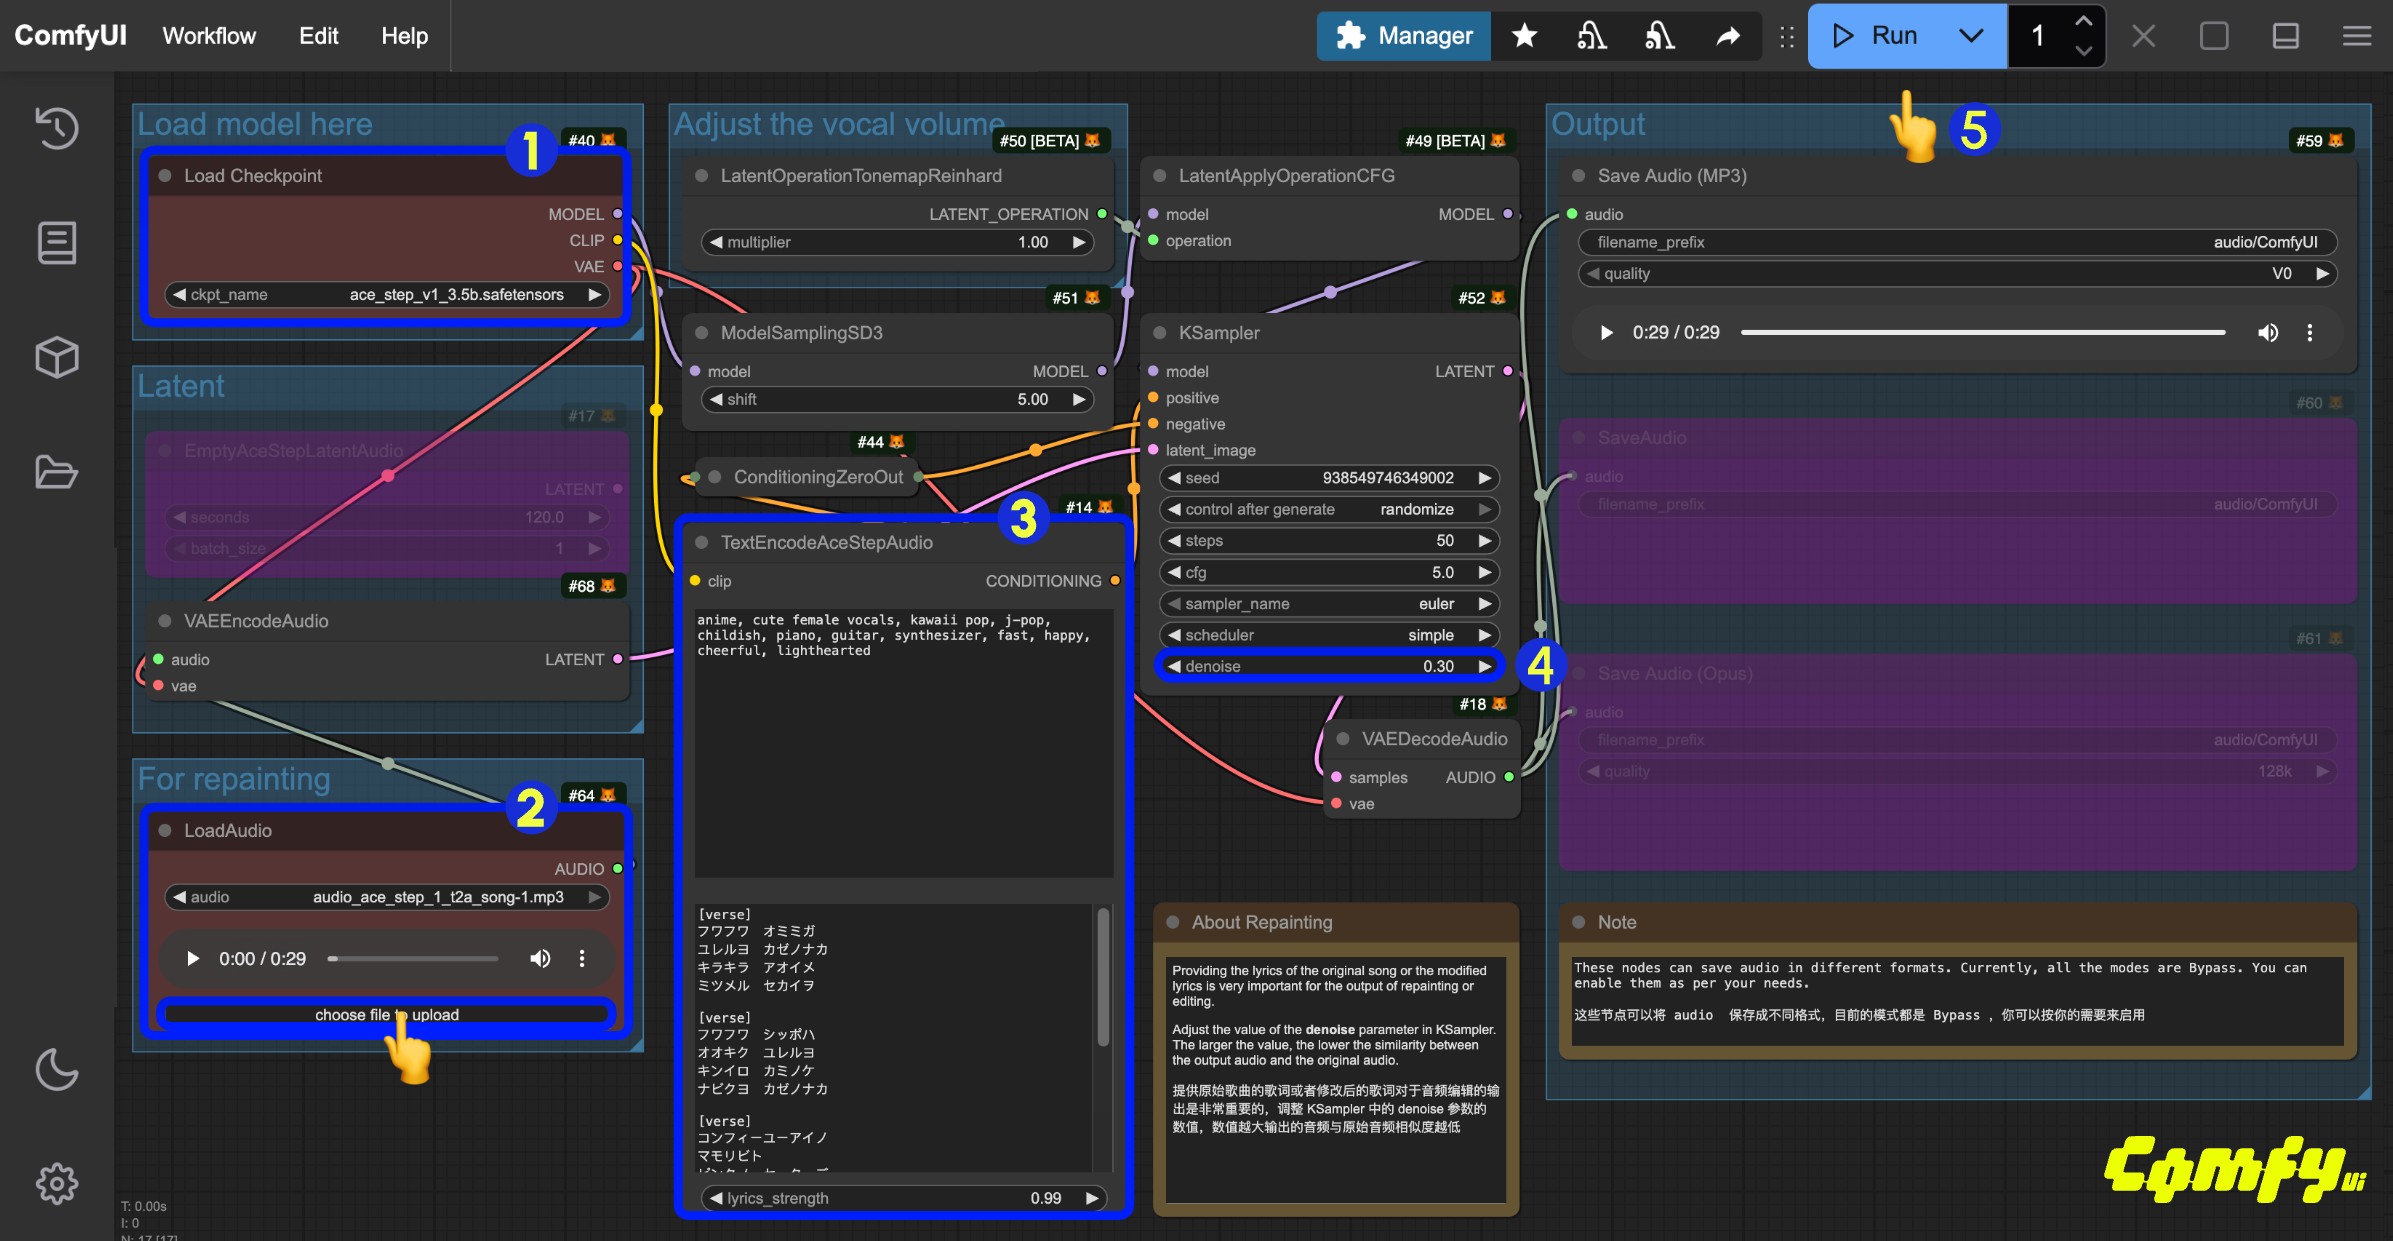 ComfyUI
Workflow
Edit
Help
Manager
Run
1
Load model here
1
#40
Load Checkpoint
MODEL
CLIP
VAE
ckpt_name
ace_step_v1_3.5b.safetensors
Latent
#17
EmptyAceStepLatentAudio
LATENT
seconds
120.0
batch_size
1
#68
VAEEncodeAudio
audio
LATENT
vae
For repainting
2
#64
LoadAudio
AUDIO
audio
audio_ace_step_1_t2a_song-1.mp3
0:00 / 0:29
choose file to upload
T: 0.00s
I: 0
N: 17 [17]
Adjust the vocal volume
#50 [BETA]
LatentOperationTonemapReinhard
LATENT_OPERATION
multiplier
1.00
#51
ModelSamplingSD3
model
MODEL
shift
5.00
#44
ConditioningZeroOut
3
#14
TextEncodeAceStepAudio
clip
CONDITIONING
anime, cute female vocals, kawaii pop, j-pop,
childish, piano, guitar, synthesizer, fast, happy,
cheerful, lighthearted
[verse]
フワフワ　オミミガ
ユレルヨ　カゼノナカ
キラキラ　アオイメ
ミツメル　セカイヲ
[verse]
フワフワ　シッポハ
オオキク　ユレルヨ
キンイロ　カミノケ
ナビクヨ　カゼノナカ
[verse]
コンフィーユーアイノ
マモリビト
lyrics_strength
0.99
#49 [BETA]
LatentApplyOperationCFG
model
MODEL
operation
#52
KSampler
model
LATENT
positive
negative
latent_image
seed
938549746349002
control after generate
randomize
steps
50
cfg
5.0
sampler_name
euler
scheduler
simple
denoise
0.30
4
#18
VAEDecodeAudio
samples
AUDIO
vae
About Repainting
Providing the lyrics of the original song or the modified
lyrics is very important for the output of repainting or
editing.
Adjust the value of the denoise parameter in KSampler.
The larger the value, the lower the similarity between
the output audio and the original audio.
提供原始歌曲的歌词或者修改后的歌词对于音频编辑的输
出是非常重要的，调整 KSampler 中的 denoise 参数的
数值，数值越大输出的音频与原始音频相似度越低
Output
5
#59
Save Audio (MP3)
audio
filename_prefix
audio/ComfyUI
quality
V0
0:29 / 0:29
#60
SaveAudio
audio
filename_prefix
audio/ComfyUI
#61
Save Audio (Opus)
audio
filename_prefix
audio/ComfyUI
quality
128k
Note
These nodes can save audio in different formats. Currently, all the modes are Bypass. You can
enable them as per your needs.
这些节点可以将 audio 保存成不同格式，目前的模式都是 Bypass ，你可以按你的需要来启用
Comfy ui